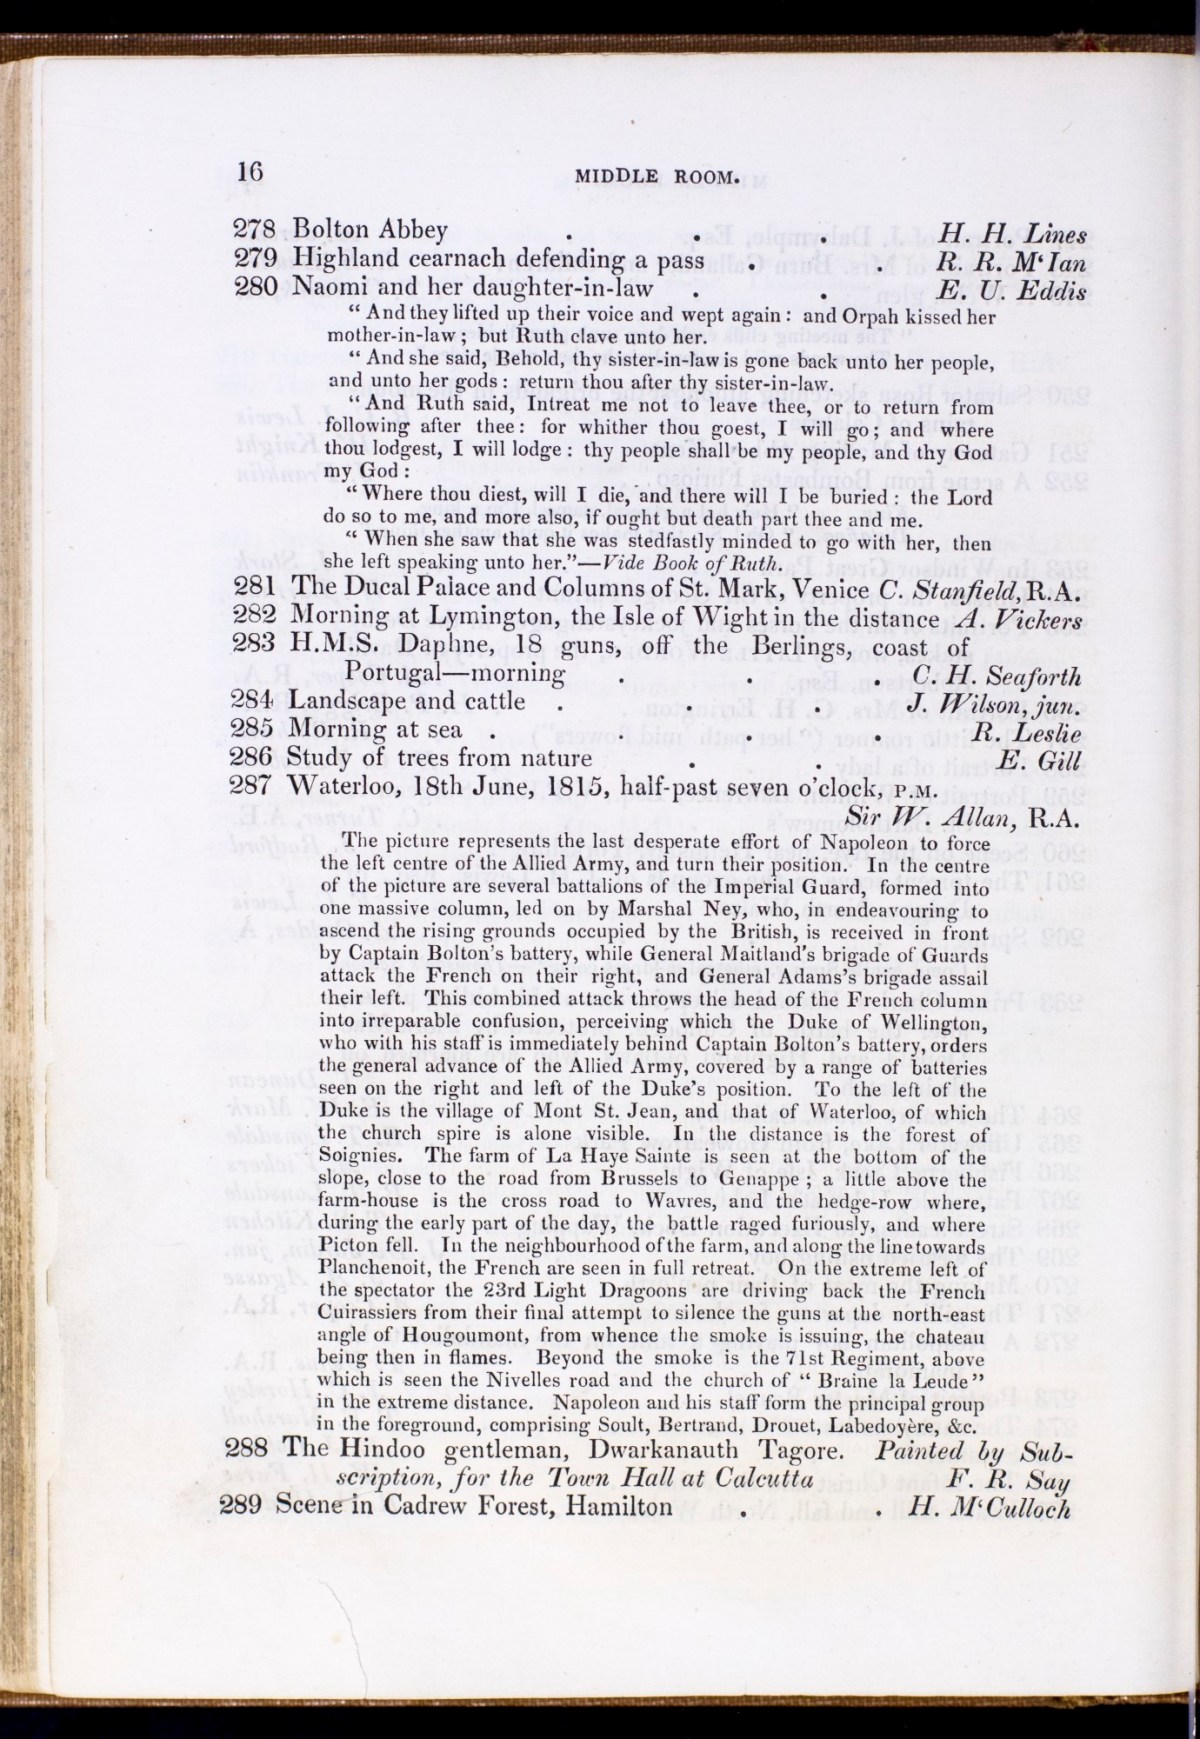 16 MIDDLE ROOM.
278 Bolton Abbey . . . H. H. Lines
279 Highland cearnach defending a pass . . R. R. M‘Ian
280 Naomi and her daughter-in-law . . E. U. Eddis
“ And they lifted up their voice and wept again : and Orpah kissed her
mother-in-law ; but Ruth clave unto her.
“ And she said, Behold, thy sister-in-law is gone back unto her people,
and unto her gods : return thou after thy sister-in-law.
“ And Ruth said, Intreat me not to leave thee, or to return from
following after thee : for whither thou goest, I will go ; and where
thou lodgest, I will lodge : thy people shall be my people, and thy God
my God :
“ Where thou diest, will I die, and there will I be buried : the Lord
do so to me, and more also, if ought but death part thee and me.
“ When she saw that she was stedfastly minded to go with her, then
she left speaking unto her.”—Vide Book of Ruth.
281 The Ducal Palace and Columns of St. Mark, Venice C. Stanfield, R.A.
282 Morning at Lymington, the Isle of Wight in the distance A. Vickers
283 H.M.S. Daphne, 18 guns, off the Berlings, coast of
Portugal—morning . . . C. H. Seaforth
284 Landscape and cattle . . . J. Wilson, jun.
285 Morning at sea . . . . R. Leslie
286 Study of trees from nature . . E. Gill
287 Waterloo, 18th June, 1815, half-past seven o’clock, P.M.
Sir W. Allan, R.A.
The picture represents the last desperate effort of Napoleon to force
the left centre of the Allied Army, and turn their position. In the centre
of the picture are several battalions of the Imperial Guard, formed into
one massive column, led on by Marshal Ney, who, in endeavouring to
ascend the rising grounds occupied by the British, is received in front
by Captain Bolton’s battery, while General Maitland’s brigade of Guards
attack the French on their right, and General Adams’s brigade assail
their left. This combined attack throws the head of the French column
into irreparable confusion, perceiving which the Duke of Wellington,
who with his staff is immediately behind Captain Bolton’s battery, orders
the general advance of the Allied Army, covered by a range of batteries
seen on the right and left of the Duke’s position. To the left of the
Duke is the village of Mont St. Jean, and that of Waterloo, of which
the church spire is alone visible. In the distance is the forest of
Soignies. The farm of La Haye Sainte is seen at the bottom of the
slope, close to the road from Brussels to Genappe ; a little above the
farm-house is the cross road to Wavres, and the hedge-row where,
during the early part of the day, the battle raged furiously, and where
Picton fell. In the neighbourhood of the farm, and along the line towards
Planchenoit, the French are seen in full retreat. On the extreme left of
the spectator the 23rd Light Dragoons are driving back the French
Cuirassiers from their final attempt to silence the guns at the north-east
angle of Hougoumont, from whence the smoke is issuing, the chateau
being then in flames. Beyond the smoke is the 71st Regiment, above
which is seen the Nivelles road and the church of “ Braine la Leude ”
in the extreme distance. Napoleon and his staff form the principal group
in the foreground, comprising Soult, Bertrand, Drouet, Labedoyère, &c.
288 The Hindoo gentleman, Dwarkanauth Tagore. Painted by Sub-
scription, for the Town Hall at Calcutta F. R. Say
289 Scene in Cadrew Forest, Hamilton . . H. M‘Culloch